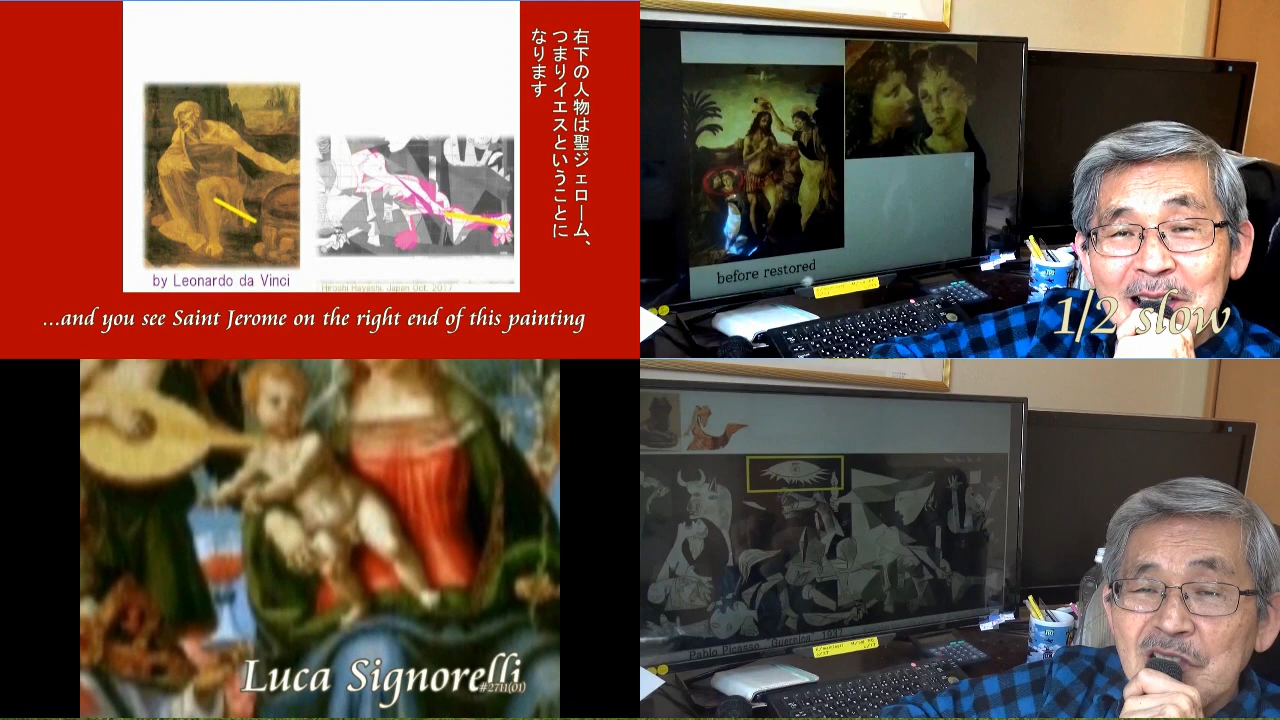 右下の人物は聖ジェローム、
つまりイエスということに
なります
by Leonardo da Vinci
Hiroshi Hayashi, Japan Oct. 2017
...and you see Saint Jerome on the right end of this painting
before restored
1/2 slow
Luca Signorelli
#271(01)
Pablo Picasso Guernica 1937